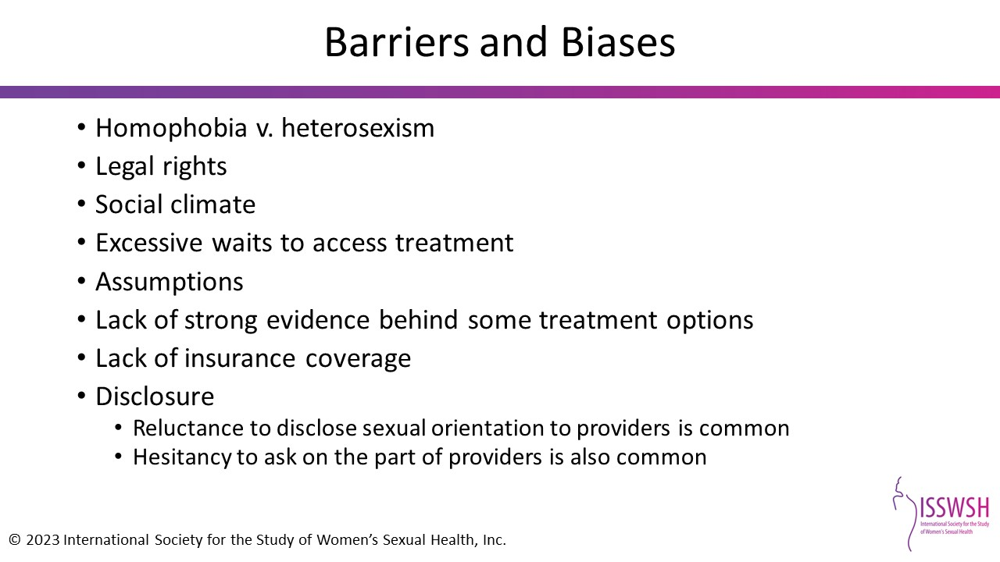 Barriers and Biases
• Homophobia v. heterosexism
• Legal rights
• Social climate
• Excessive waits to access treatment
• Assumptions
• Lack of strong evidence behind some treatment options
• Lack of insurance coverage
• Disclosure
• Reluctance to disclose sexual orientation to providers is common
• Hesitancy to ask on the part of providers is also common
ISSWSH
International Society for the Study
of Women's Sexual Health
© 2023 International Society for the Study of Women’s Sexual Health, Inc.